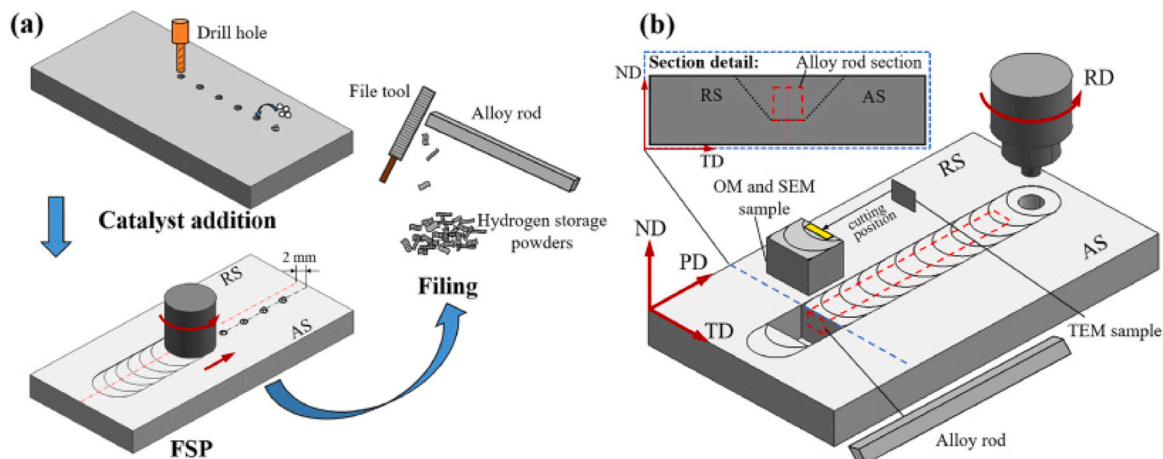 (a)
Drill hole
File tool
Alloy rod
Catalyst addition
Hydrogen storage
powders
Filing
RS
2 mm
AS
FSP
(b)
Section detail:
Alloy rod section
ND
RS
AS
TD
RD
OM and SEM
sample
cutting
position
RS
AS
ND
PD
TD
TEM sample
Alloy rod